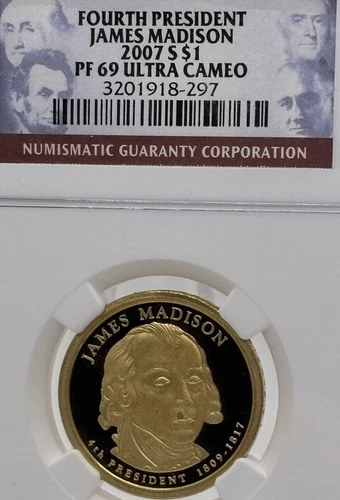 FOURTH PRESIDENT
JAMES MADISON
2007 S $1
PF 69 ULTRA CAMEO
3201918-297
NUMISMATIC GUARANTY CORPORATION
JAMES MADISON
4th PRESIDENT 1809-1817